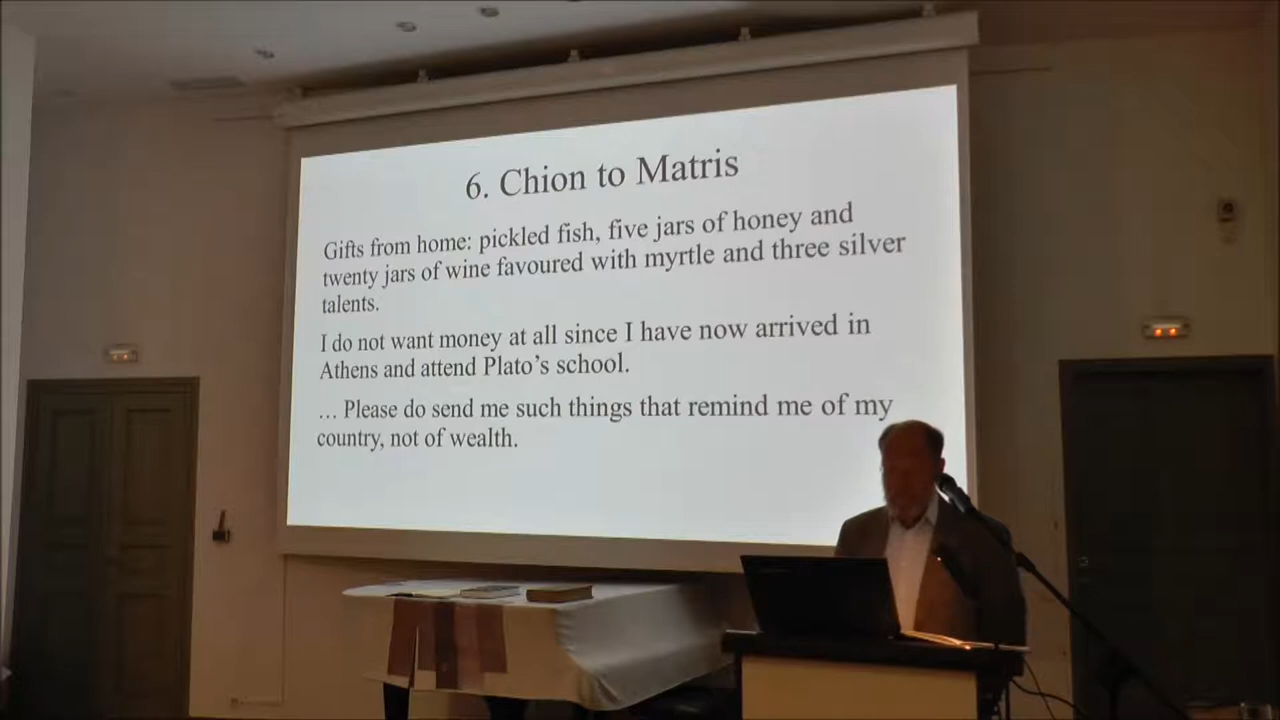 6. Chion to Matris
Gifts from home: pickled fish, five jars of honey and
twenty jars of wine favoured with myrtle and three silver
talents.
I do not want money at all since I have now arrived in
Athens and attend Plato’s school.
… Please do send me such things that remind me of my
country, not of wealth.